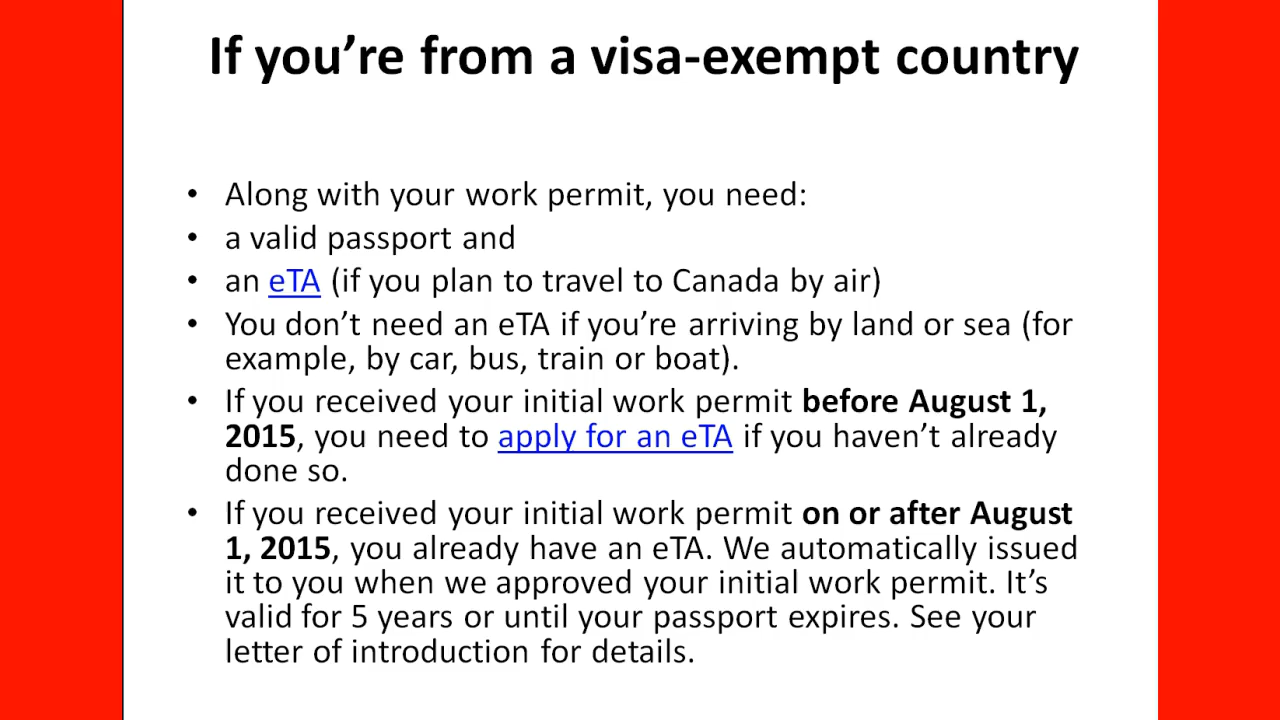 If you’re from a visa-exempt country
• Along with your work permit, you need:
• a valid passport and
• an eTA (if you plan to travel to Canada by air)
• You don’t need an eTA if you’re arriving by land or sea (for
example, by car, bus, train or boat).
• If you received your initial work permit before August 1,
2015, you need to apply for an eTA if you haven’t already
done so.
• If you received your initial work permit on or after August
1, 2015, you already have an eTA. We automatically issued
it to you when we approved your initial work permit. It’s
valid for 5 years or until your passport expires. See your
letter of introduction for details.